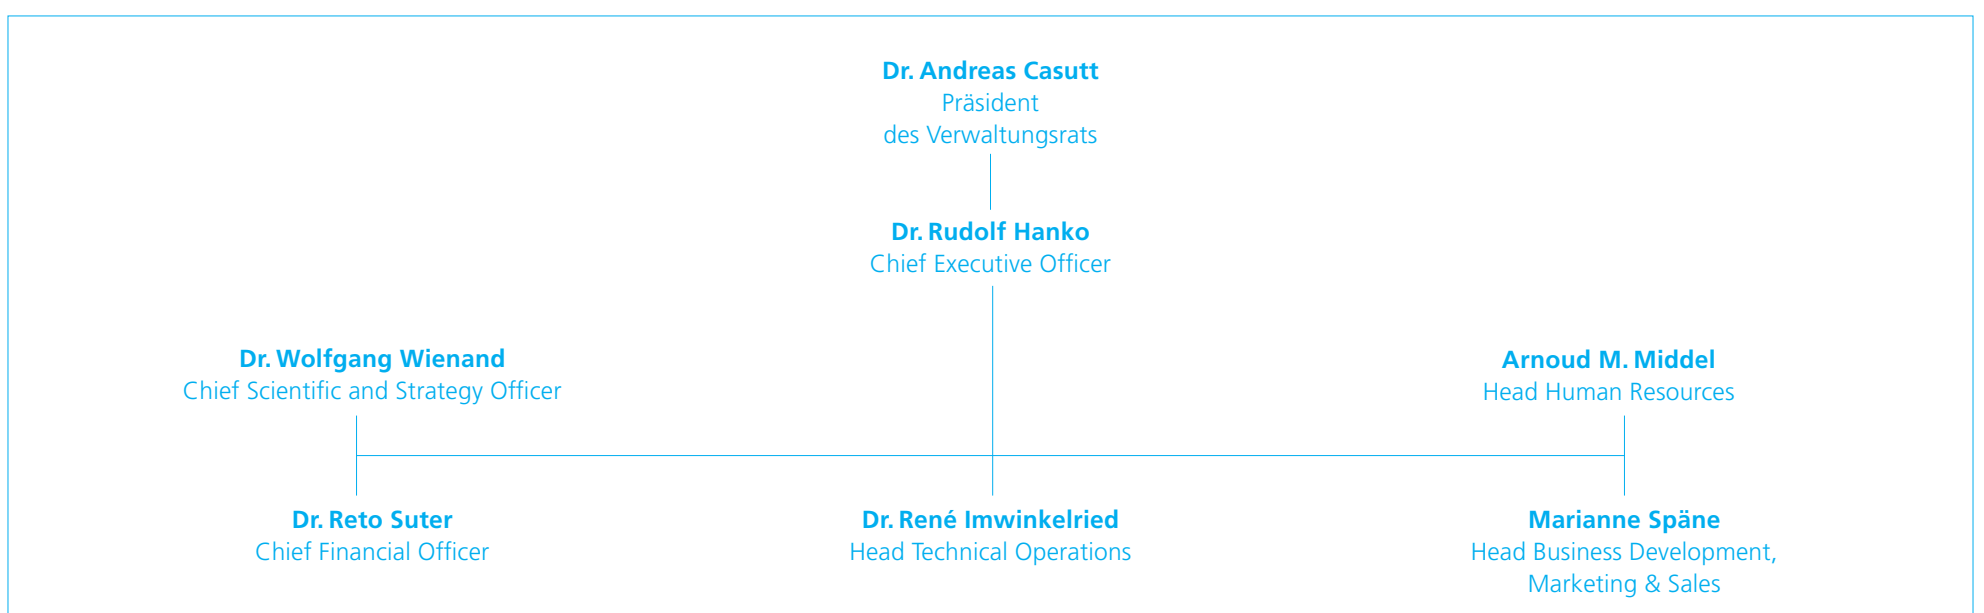 Dr. Andreas Casutt
Präsident
des Verwaltungsrats
Dr. Rudolf Hanko
Chief Executive Officer
Dr. Wolfgang Wienand
Chief Scientific and Strategy Officer
Arnoud M. Middel
Head Human Resources
Dr. Reto Suter
Chief Financial Officer
Dr. René Imwinkelried
Head Technical Operations
Marianne Späne
Head Business Development,
Marketing & Sales